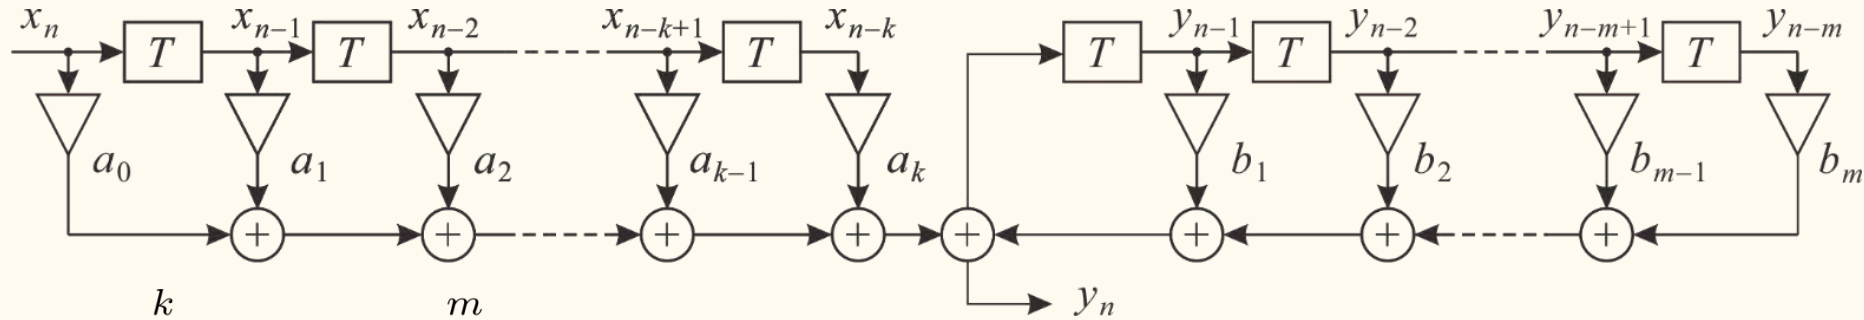 x_n x_{n-1} x_{n-2} x_{n-k+1} x_{n-k} y_{n-1} y_{n-2} y_{n-m+1} y_{n-m}
T T T T T T
a_0 a_1 a_2 a_{k-1} a_k b_1 b_2 b_{m-1} b_m
+ + + + + + + +
k m y_n